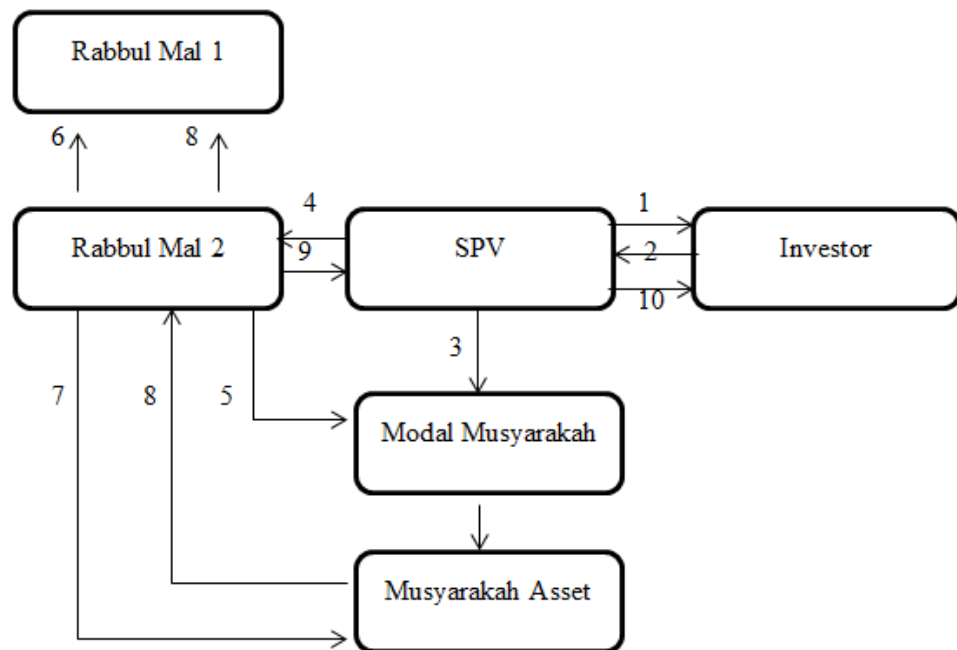 Rabbul Mal 1
6
8
Rabbul Mal 2
4
9
SPV
1
2
10
Investor
3
7
8
5
Modal Musyarakah
Musyarakah Asset